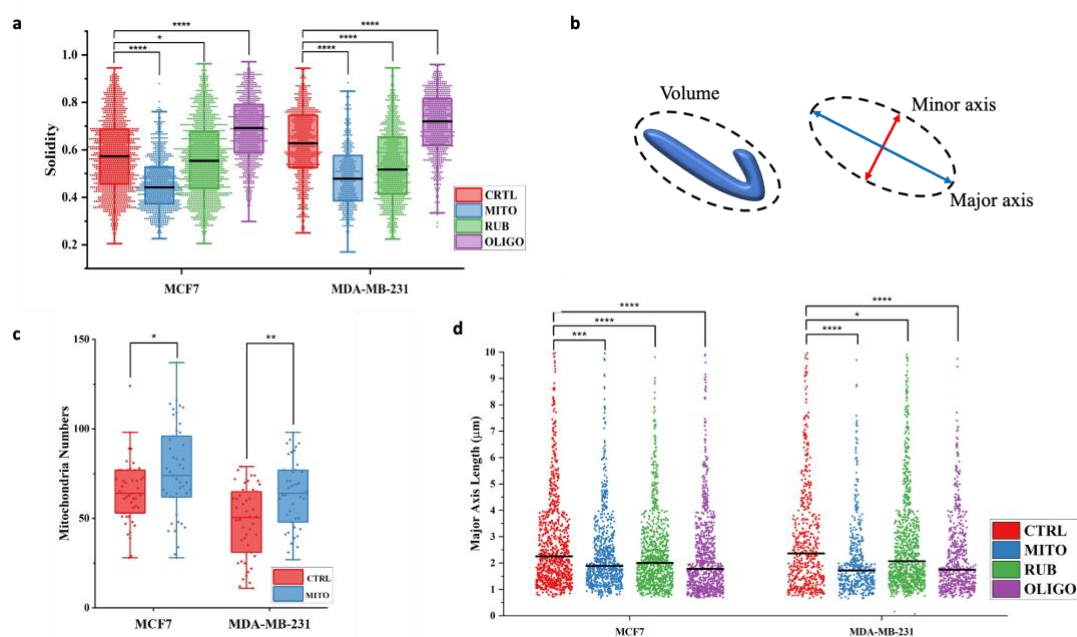 a
****
*
****
****
****
****
1.0
0.8
0.6
0.4
0.2
Solidity
CRTL
MITO
RUB
OLIGO
MCF7
MDA-MB-231
b
Volume
Minor axis
Major axis
c
*
**
150
100
50
0
Mitochondria Numbers
CTRL
MITO
MCF7
MDA-MB-231
d
****
****
***
****
*
****
10
9
8
7
6
5
4
3
2
1
0
Major Axis Length (μm)
CTRL
MITO
RUB
OLIGO
MCF7
MDA-MB-231